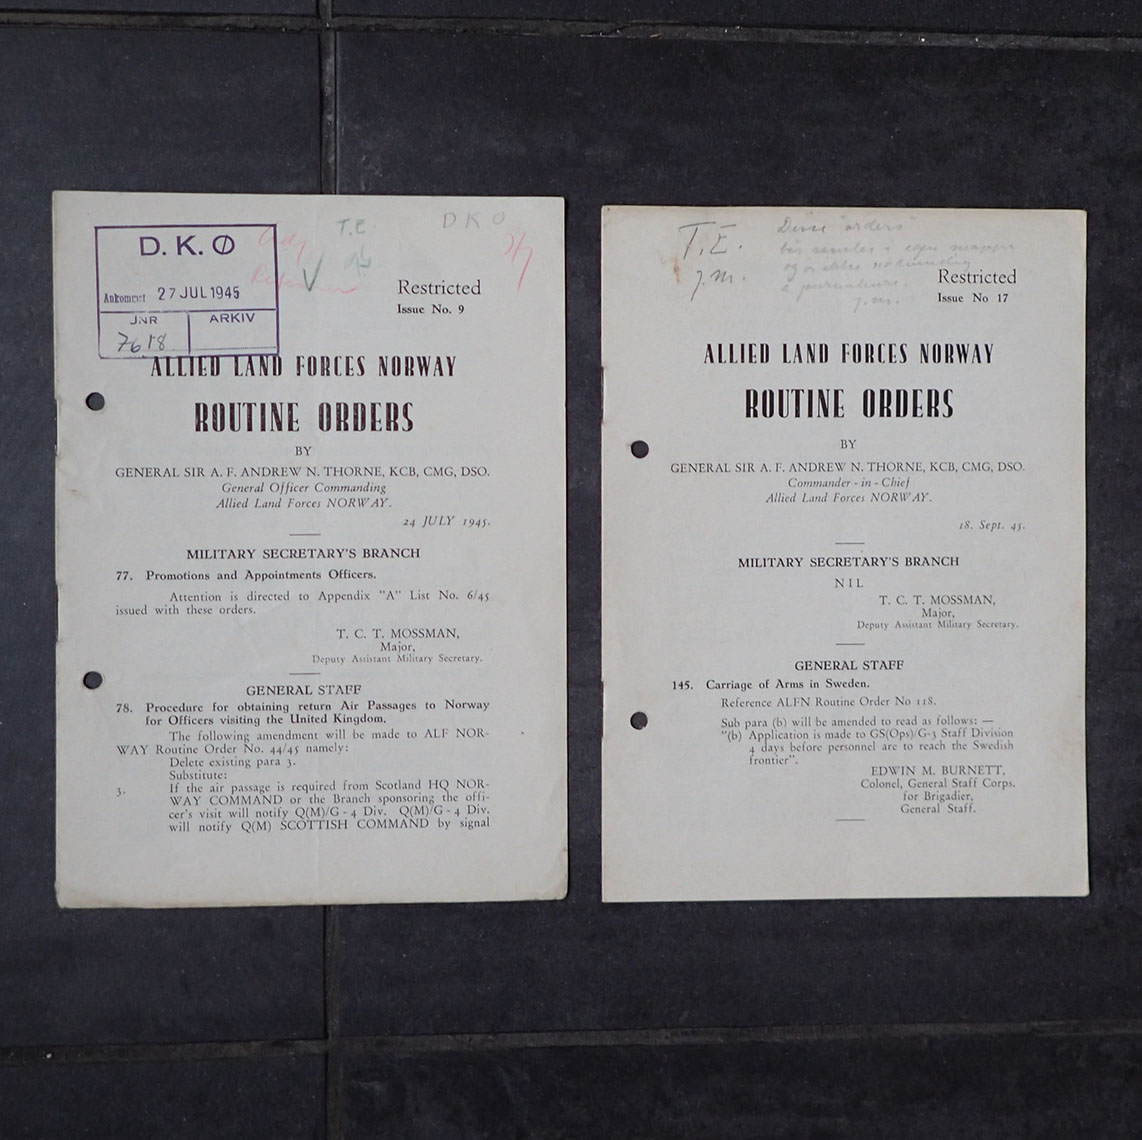 D.K.Ø
Ankommet 27 JUL 1945
JNR ARKIV
7618
T.E
D K O
Restricted
Issue No. 9
ALLIED LAND FORCES NORWAY
ROUTINE ORDERS
BY
GENERAL SIR A. F. ANDREW N. THORNE, KCB, CMG, DSO.
General Officer Commanding
Allied Land Forces NORWAY.
24 JULY 1945.
MILITARY SECRETARY'S BRANCH
77. Promotions and Appointments Officers.
Attention is directed to Appendix "A" List No. 6/45
issued with these orders.
T. C. T. MOSSMAN,
Major,
Deputy Assistant Military Secretary.
GENERAL STAFF
78. Procedure for obtaining return Air Passages to Norway
for Officers visiting the United Kingdom.
The following amendment will be made to ALF NOR-
WAY Routine Order No. 44/45 namely:
Delete existing para 3.
Substitute:
3. If the air passage is required from Scotland HQ NOR-
WAY COMMAND or the Branch sponsoring the offi-
cer's visit will notify Q(M)/G - 4 Div. Q(M)/G - 4 Div.
will notify Q(M) SCOTTISH COMMAND by signal
T.E.
J.M.
Disse orders
bør samles i egen mappe
og er ikke nødvendig
å journalisere.
J.M.
Restricted
Issue No 17
ALLIED LAND FORCES NORWAY
ROUTINE ORDERS
BY
GENERAL SIR A. F. ANDREW N. THORNE, KCB, CMG, DSO.
Commander - in - Chief
Allied Land Forces NORWAY.
18. Sept. 45.
MILITARY SECRETARY'S BRANCH
NIL
T. C. T. MOSSMAN,
Major,
Deputy Assistant Military Secretary.
GENERAL STAFF
145. Carriage of Arms in Sweden.
Reference ALFN Routine Order No 118.
Sub para (b) will be amended to read as follows: —
"(b) Application is made to GS(Ops)/G-3 Staff Division
4 days before personnel are to reach the Swedish
frontier".
EDWIN M. BURNETT,
Colonel, General Staff Corps.
for Brigadier,
General Staff.